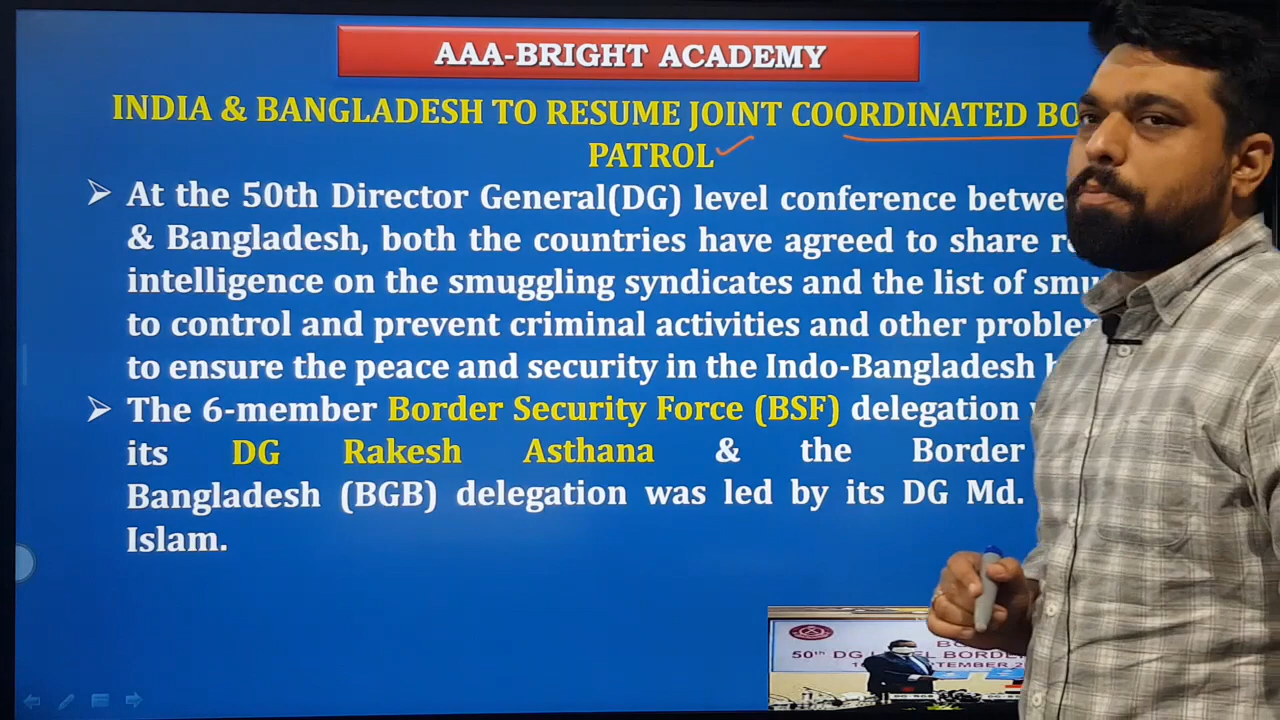 AAA-BRIGHT ACADEMY
INDIA & BANGLADESH TO RESUME JOINT COORDINATED
PATROL
➢ At the 50th Director General(DG) level conference
& Bangladesh, both the countries have agreed to share
intelligence on the smuggling syndicates and the list of
to control and prevent criminal activities and other
to ensure the peace and security in the Indo-Bangladesh
➢ The 6-member Border Security Force (BSF) delegation
its DG Rakesh Asthana & the Border
Bangladesh (BGB) delegation was led by its DG Md.
Islam.
50th DG